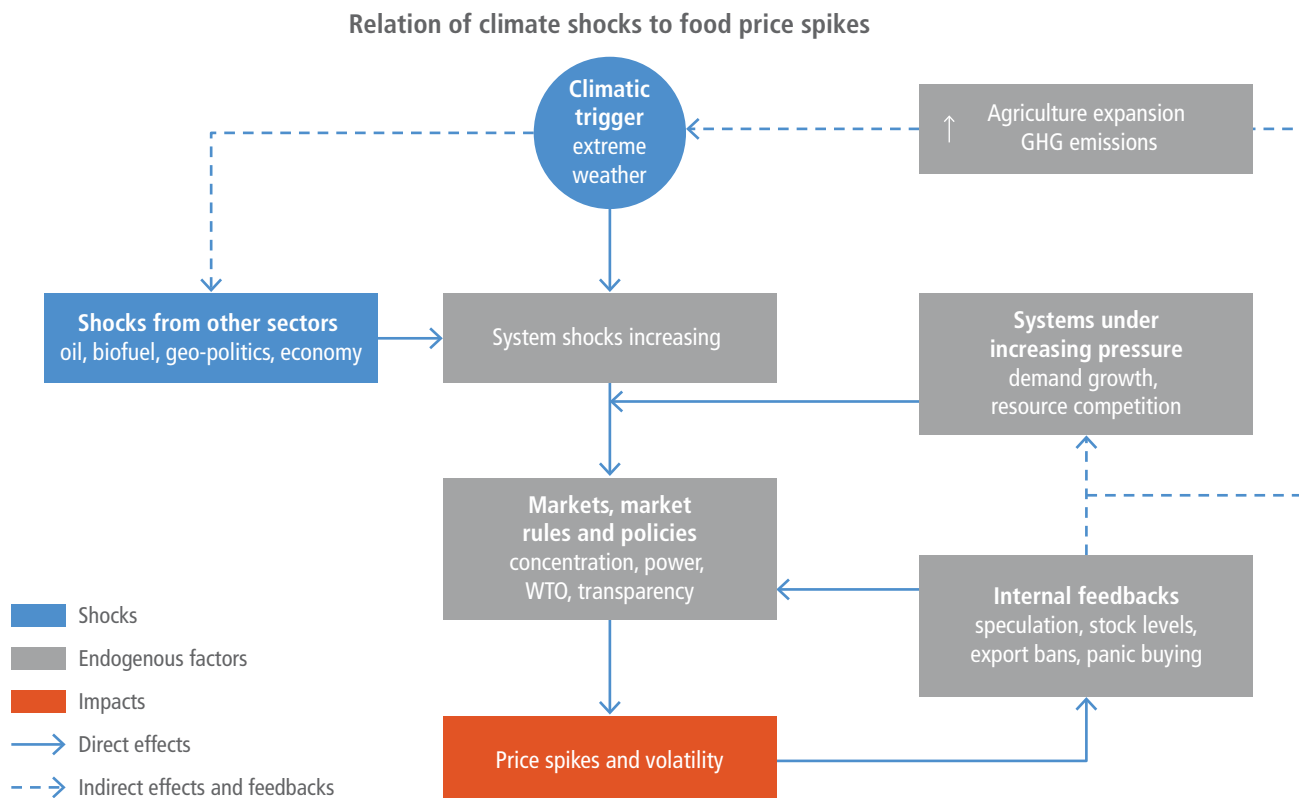 Relation of climate shocks to food price spikes
Climatic
trigger
extreme
weather
↑ Agriculture expansion
GHG emissions
Shocks from other sectors
oil, biofuel, geo-politics, economy
System shocks increasing
Systems under
increasing pressure
demand growth,
resource competition
Markets, market
rules and policies
concentration, power,
WTO, transparency
Internal feedbacks
speculation, stock levels,
export bans, panic buying
Price spikes and volatility
Shocks
Endogenous factors
Impacts
Direct effects
Indirect effects and feedbacks